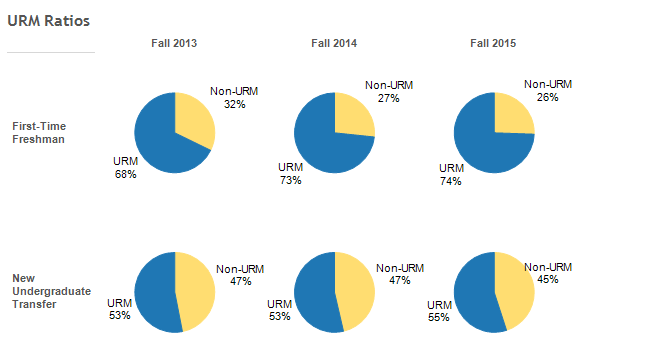 URM Ratios
Fall 2013
Fall 2014
Fall 2015
First-Time
Freshman
Non-URM
32%
URM
68%
Non-URM
27%
URM
73%
Non-URM
26%
URM
74%
New
Undergraduate
Transfer
Non-URM
47%
URM
53%
Non-URM
47%
URM
53%
Non-URM
45%
URM
55%